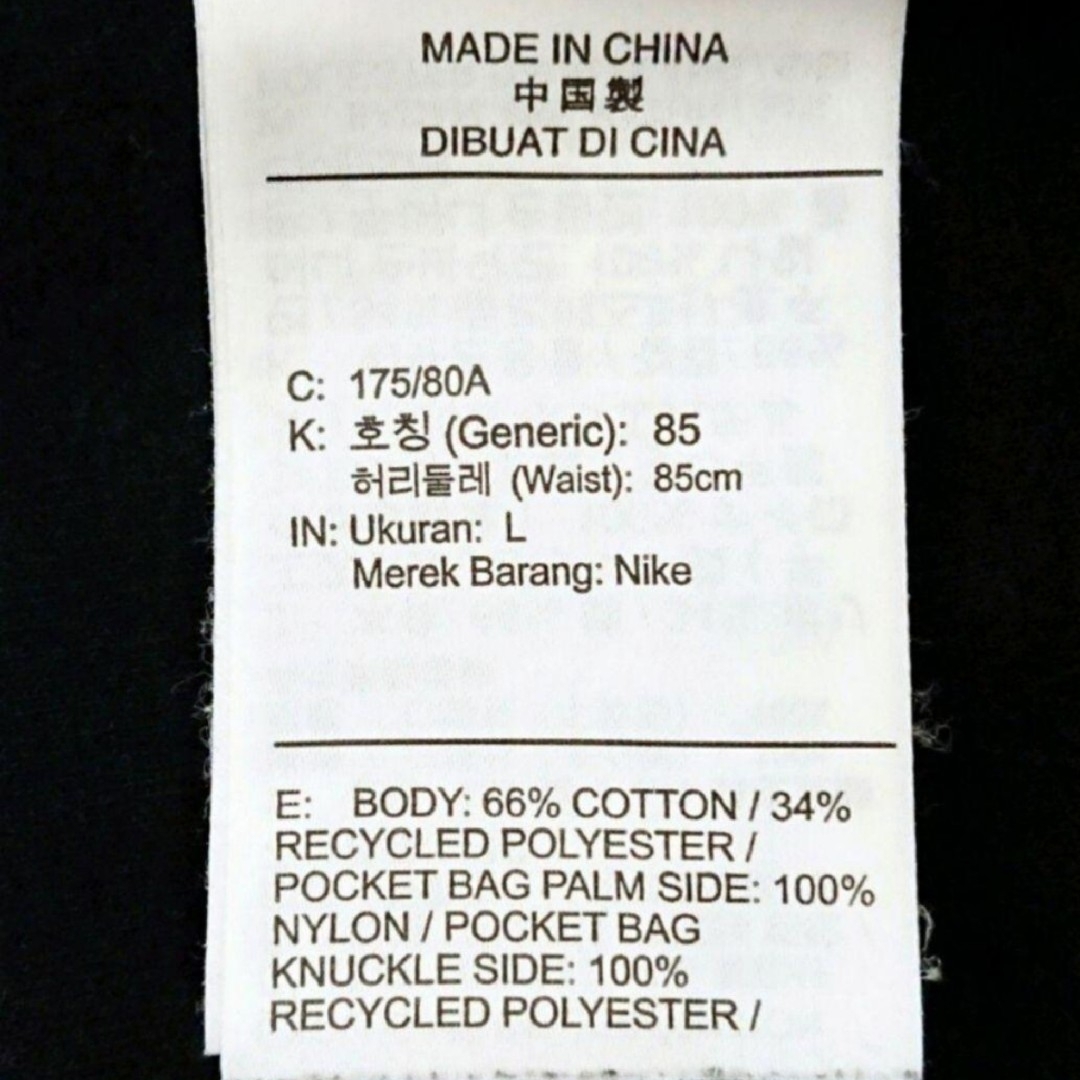 MADE IN CHINA
中国製
DIBUAT DI CINA
C: 175/80A
K: 호칭 (Generic): 85
허리둘레 (Waist): 85cm
IN: Ukuran: L
Merek Barang: Nike
E: BODY: 66% COTTON / 34%
RECYCLED POLYESTER /
POCKET BAG PALM SIDE: 100%
NYLON / POCKET BAG
KNUCKLE SIDE: 100%
RECYCLED POLYESTER /